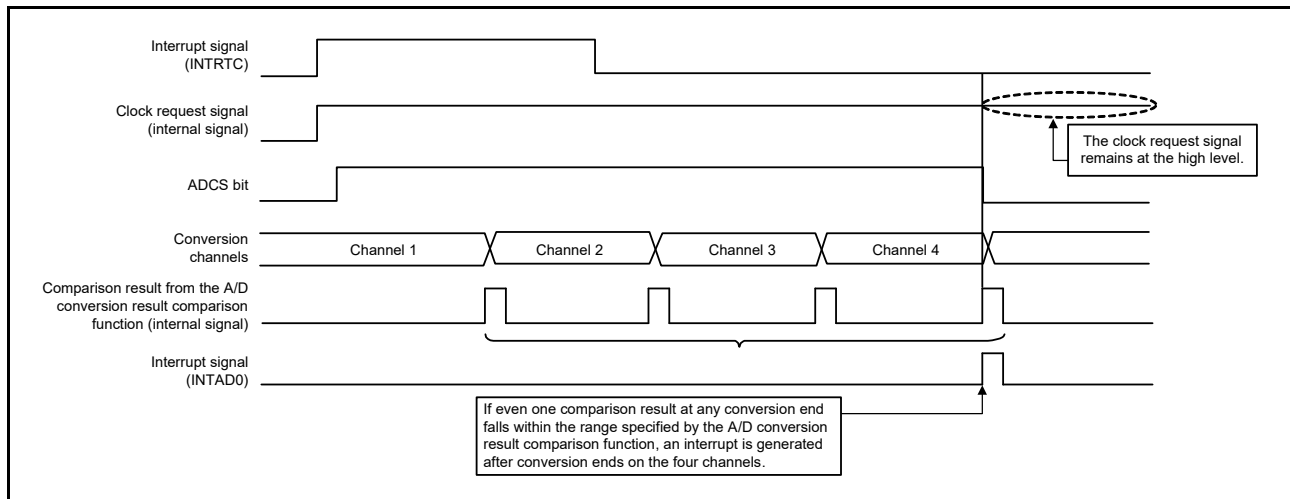 Interrupt signal
(INTRTC)
Clock request signal
(internal signal)
The clock request signal
remains at the high level.
ADCS bit
Conversion
channels
Channel 1
Channel 2
Channel 3
Channel 4
Comparison result from the A/D
conversion result comparison
function (internal signal)
Interrupt signal
(INTAD0)
If even one comparison result at any conversion end
falls within the range specified by the A/D conversion
result comparison function, an interrupt is generated
after conversion ends on the four channels.